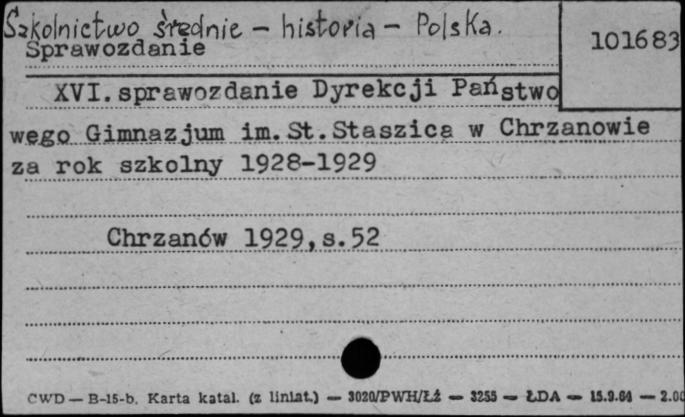 Szkolnictwo średnie - historia - Polska.
Sprawozdanie
101683
XVI. sprawozdanie Dyrekcji Państwo
wego Gimnazjum im. St. Staszica w Chrzanowie
za rok szkolny 1928-1929
Chrzanów 1929, s. 52
CWD — B-15-b. Karta katal. (z liniat.) — 3020/PWH/Łż — 3255 — ŁDA — 15.9.64 — 2.00